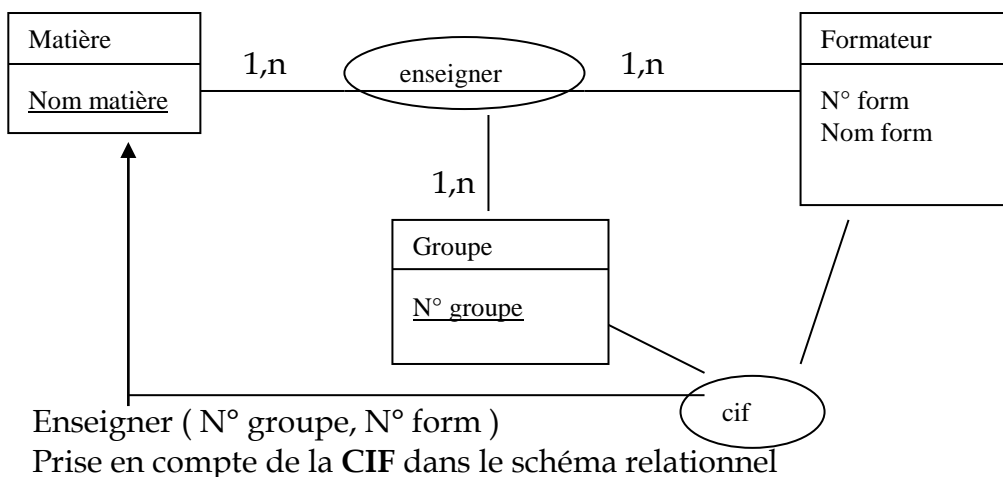 Matière
Nom matière
1,n
enseigner
1,n
Formateur
N° form
Nom form
1,n
Groupe
N° groupe
cif
Enseigner ( N° groupe, N° form )
Prise en compte de la CIF dans le schéma relationnel